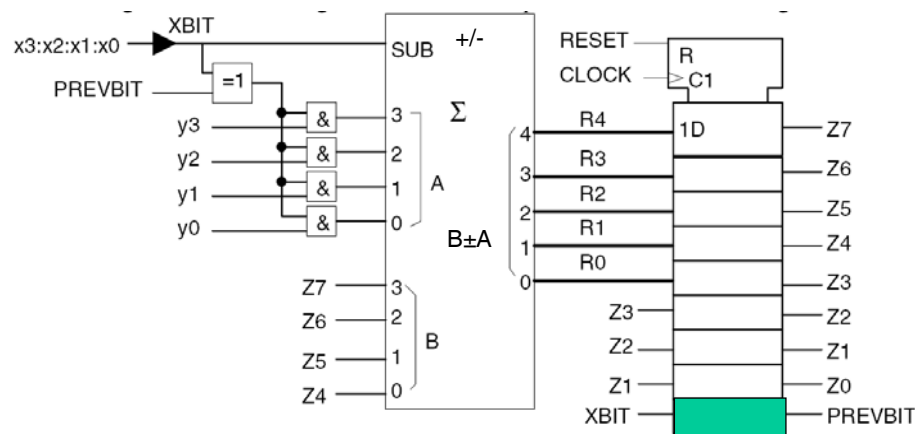 XBIT
x3:x2:x1:x0
PREVBIT
=1
y3
y2
y1
y0
&
&
&
&
SUB
+/-
Σ
3
2
1
0
A
B±A
Z7
Z6
Z5
Z4
3
2
1
0
B
4
3
2
1
0
R4
R3
R2
R1
R0
RESET
CLOCK
R
C1
1D
Z7
Z6
Z5
Z4
Z3
Z2
Z1
Z0
Z3
Z2
Z1
XBIT
PREVBIT